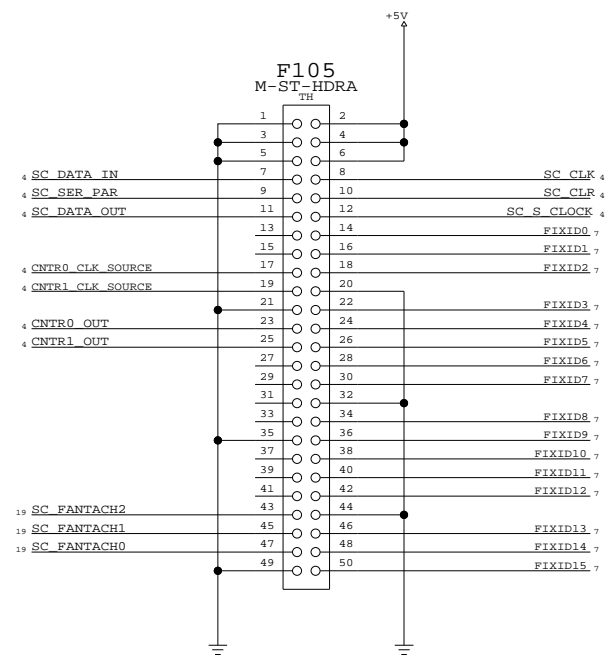 +5V
F105
M-ST-HDRA
TH
1 2
3 4
5 6
4 SC_DATA_IN 7 8 SC_CLK 4
4 SC_SER_PAR 9 10 SC_CLR 4
4 SC_DATA_OUT 11 12 SC_S_CLOCK 4
13 14 FIXID0 7
15 16 FIXID1 7
4 CNTR0_CLK_SOURCE 17 18 FIXID2 7
4 CNTR1_CLK_SOURCE 19 20
21 22 FIXID3 7
4 CNTR0_OUT 23 24 FIXID4 7
4 CNTR1_OUT 25 26 FIXID5 7
27 28 FIXID6 7
29 30 FIXID7 7
31 32
33 34 FIXID8 7
35 36 FIXID9 7
37 38 FIXID10 7
39 40 FIXID11 7
41 42 FIXID12 7
19 SC_FANTACH2 43 44
19 SC_FANTACH1 45 46 FIXID13 7
19 SC_FANTACH0 47 48 FIXID14 7
49 50 FIXID15 7